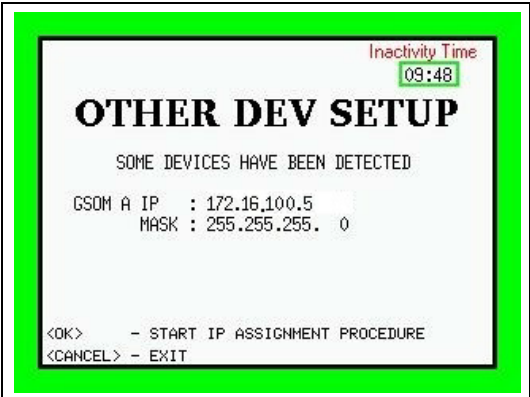 Inactivity Time
09:48
OTHER DEV SETUP
SOME DEVICES HAVE BEEN DETECTED
GSOM A IP : 172.16.100.5
MASK : 255.255.255. 0
<OK> - START IP ASSIGNMENT PROCEDURE
<CANCEL> - EXIT